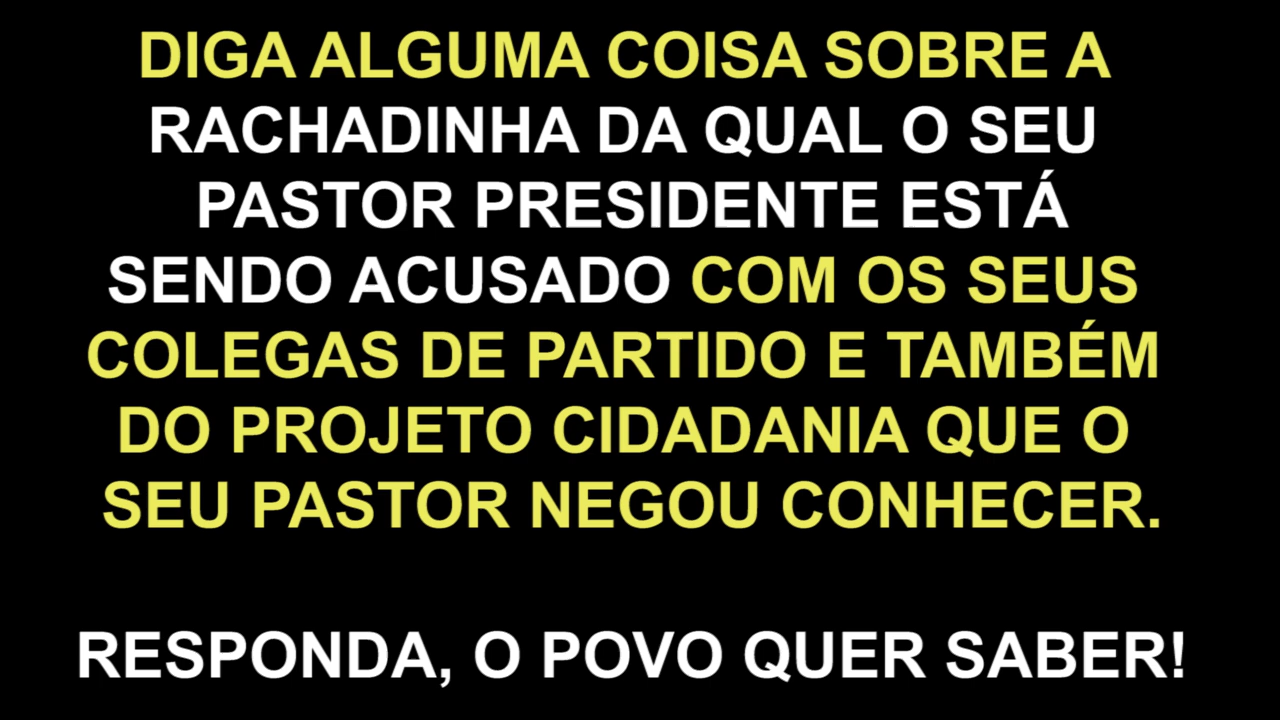 DIGA ALGUMA COISA SOBRE A
RACHADINHA DA QUAL O SEU
PASTOR PRESIDENTE ESTÁ
SENDO ACUSADO COM OS SEUS
COLEGAS DE PARTIDO E TAMBÉM
DO PROJETO CIDADANIA QUE O
SEU PASTOR NEGOU CONHECER.
RESPONDA, O POVO QUER SABER!